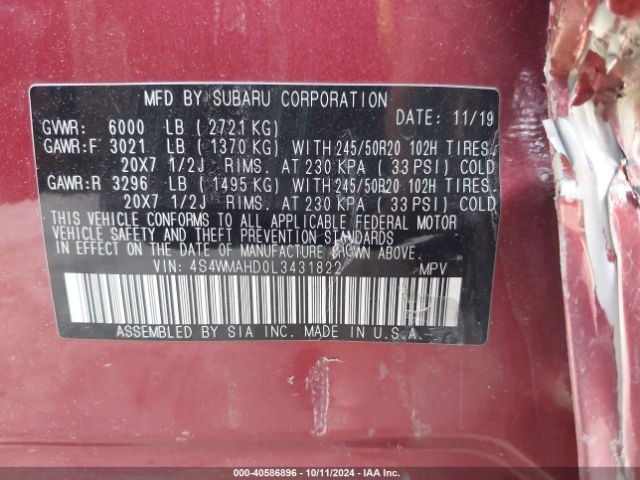 MFD BY SUBARU CORPORATION
DATE: 11/19
GVWR: 6000 LB ( 2721 KG)
GAWR:F 3021 LB ( 1370 KG) WITH 245/50R20 102H TIRES,
20X7 1/2J RIMS, AT 230 KPA ( 33 PSI) COLD
GAWR:R 3296 LB ( 1495 KG) WITH 245/50R20 102H TIRES,
20X7 1/2J RIMS, AT 230 KPA ( 33 PSI) COLD
THIS VEHICLE CONFORMS TO ALL APPLICABLE FEDERAL MOTOR
VEHICLE SAFETY AND THEFT PREVENTION STANDARDS
IN EFFECT ON THE DATE OF MANUFACTURE SHOWN ABOVE.
VIN: 4S4WMAHD0L3431822 MPV
ASSEMBLED BY SIA INC. MADE IN U.S.A.
000-40586896 - 10/11/2024 - IAA Inc.